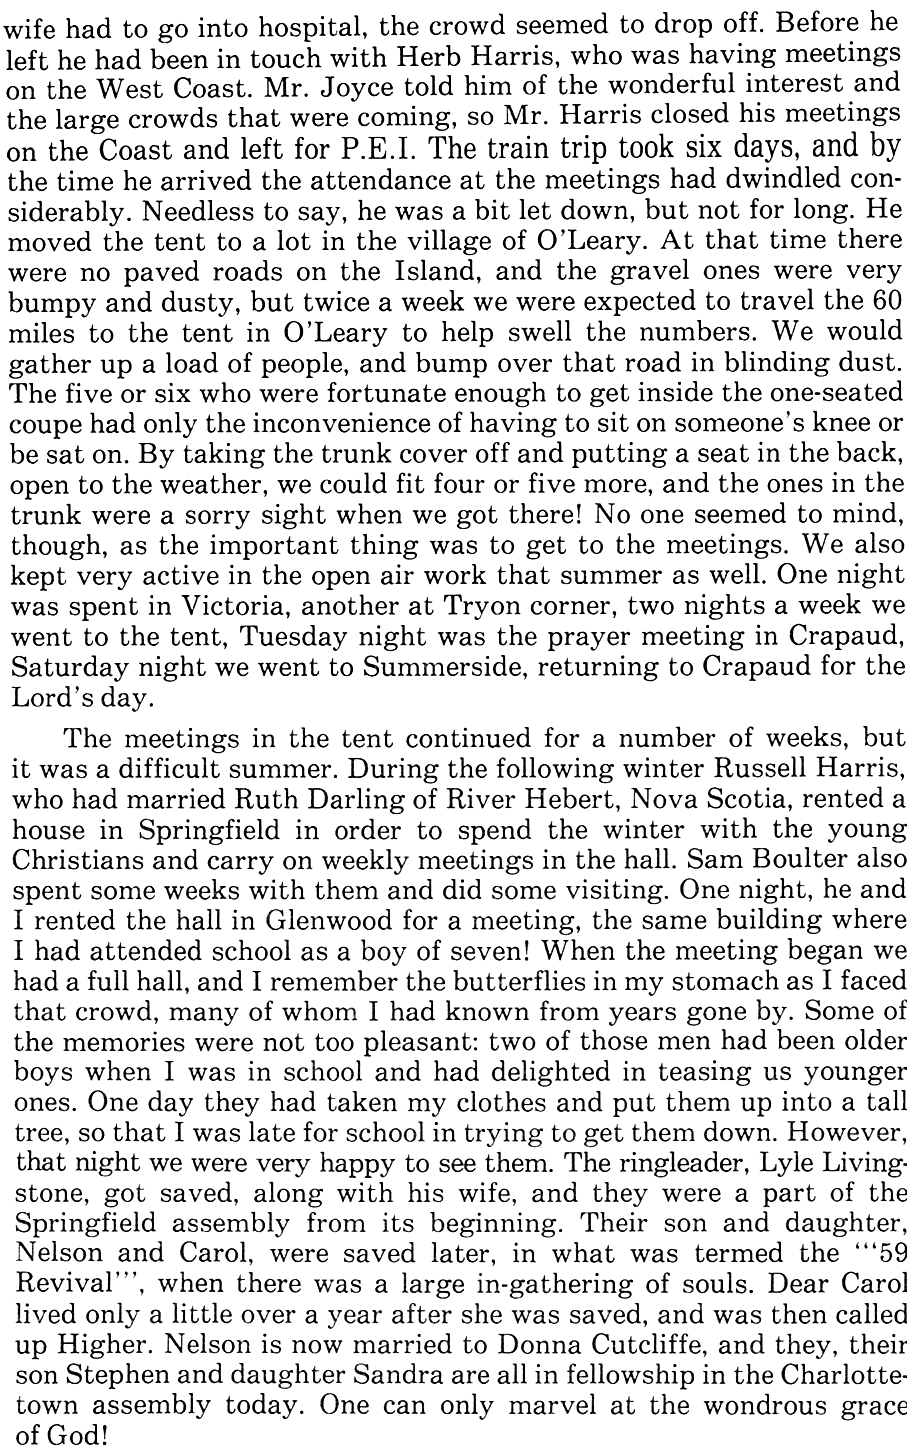 wife had to go into hospital, the crowd seemed to drop off. Before he
left he had been in touch with Herb Harris, who was having meetings
on the West Coast. Mr. Joyce told him of the wonderful interest and
the large crowds that were coming, so Mr. Harris closed his meetings
on the Coast and left for P.E.I. The train trip took six days, and by
the time he arrived the attendance at the meetings had dwindled con-
siderably. Needless to say, he was a bit let down, but not for long. He
moved the tent to a lot in the village of O'Leary. At that time there
were no paved roads on the Island, and the gravel ones were very
bumpy and dusty, but twice a week we were expected to travel the 60
miles to the tent in O'Leary to help swell the numbers. We would
gather up a load of people, and bump over that road in blinding dust.
The five or six who were fortunate enough to get inside the one-seated
coupe had only the inconvenience of having to sit on someone's knee or
be sat on. By taking the trunk cover off and putting a seat in the back,
open to the weather, we could fit four or five more, and the ones in the
trunk were a sorry sight when we got there! No one seemed to mind,
though, as the important thing was to get to the meetings. We also
kept very active in the open air work that summer as well. One night
was spent in Victoria, another at Tryon corner, two nights a week we
went to the tent, Tuesday night was the prayer meeting in Crapaud,
Saturday night we went to Summerside, returning to Crapaud for the
Lord's day.
The meetings in the tent continued for a number of weeks, but
it was a difficult summer. During the following winter Russell Harris,
who had married Ruth Darling of River Hebert, Nova Scotia, rented a
house in Springfield in order to spend the winter with the young
Christians and carry on weekly meetings in the hall. Sam Boulter also
spent some weeks with them and did some visiting. One night, he and
I rented the hall in Glenwood for a meeting, the same building where
I had attended school as a boy of seven! When the meeting began we
had a full hall, and I remember the butterflies in my stomach as I faced
that crowd, many of whom I had known from years gone by. Some of
the memories were not too pleasant: two of those men had been older
boys when I was in school and had delighted in teasing us younger
ones. One day they had taken my clothes and put them up into a tall
tree, so that I was late for school in trying to get them down. However,
that night we were very happy to see them. The ringleader, Lyle Living-
stone, got saved, along with his wife, and they were a part of the
Springfield assembly from its beginning. Their son and daughter,
Nelson and Carol, were saved later, in what was termed the "'59
Revival'", when there was a large in-gathering of souls. Dear Carol
lived only a little over a year after she was saved, and was then called
up Higher. Nelson is now married to Donna Cutcliffe, and they, their
son Stephen and daughter Sandra are all in fellowship in the Charlotte-
town assembly today. One can only marvel at the wondrous grace
of God!